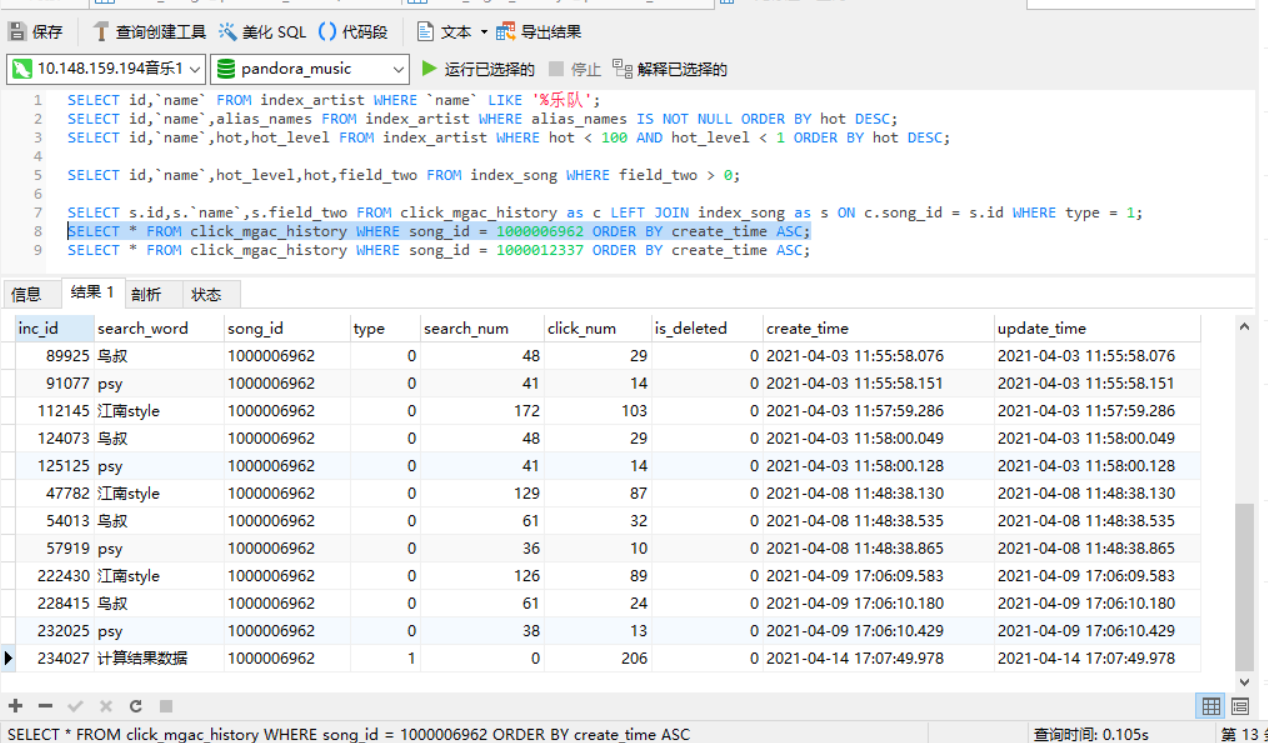 保存 查询创建工具 美化 SQL () 代码段 文本 导出结果
10.148.159.194音乐1 pandora_music 运行已选择的 停止 解释已选择的
1 SELECT id,`name` FROM index_artist WHERE `name` LIKE '%乐队';
2 SELECT id,`name`,alias_names FROM index_artist WHERE alias_names IS NOT NULL ORDER BY hot DESC;
3 SELECT id,`name`,hot,hot_level FROM index_artist WHERE hot < 100 AND hot_level < 1 ORDER BY hot DESC;
4
5 SELECT id,`name`,hot_level,hot,field_two FROM index_song WHERE field_two > 0;
6
7 SELECT s.id,s.`name`,s.field_two FROM click_mgac_history as c LEFT JOIN index_song as s ON c.song_id = s.id WHERE type = 1;
8 SELECT * FROM click_mgac_history WHERE song_id = 1000006962 ORDER BY create_time ASC;
9 SELECT * FROM click_mgac_history WHERE song_id = 1000012337 ORDER BY create_time ASC;
信息 结果 1 剖析 状态
inc_id search_word song_id type search_num click_num is_deleted create_time update_time
89925 鸟叔 1000006962 0 48 29 0 2021-04-03 11:55:58.076 2021-04-03 11:55:58.076
91077 psy 1000006962 0 41 14 0 2021-04-03 11:55:58.151 2021-04-03 11:55:58.151
112145 江南style 1000006962 0 172 103 0 2021-04-03 11:57:59.286 2021-04-03 11:57:59.286
124073 鸟叔 1000006962 0 48 29 0 2021-04-03 11:58:00.049 2021-04-03 11:58:00.049
125125 psy 1000006962 0 41 14 0 2021-04-03 11:58:00.128 2021-04-03 11:58:00.128
47782 江南style 1000006962 0 129 87 0 2021-04-08 11:48:38.130 2021-04-08 11:48:38.130
54013 鸟叔 1000006962 0 61 32 0 2021-04-08 11:48:38.535 2021-04-08 11:48:38.535
57919 psy 1000006962 0 36 10 0 2021-04-08 11:48:38.865 2021-04-08 11:48:38.865
222430 江南style 1000006962 0 126 89 0 2021-04-09 17:06:09.583 2021-04-09 17:06:09.583
228415 鸟叔 1000006962 0 61 24 0 2021-04-09 17:06:10.180 2021-04-09 17:06:10.180
232025 psy 1000006962 0 38 13 0 2021-04-09 17:06:10.429 2021-04-09 17:06:10.429
234027 计算结果数据 1000006962 1 0 206 0 2021-04-14 17:07:49.978 2021-04-14 17:07:49.978
SELECT * FROM click_mgac_history WHERE song_id = 1000006962 ORDER BY create_time ASC 查询时间: 0.105s 第 13